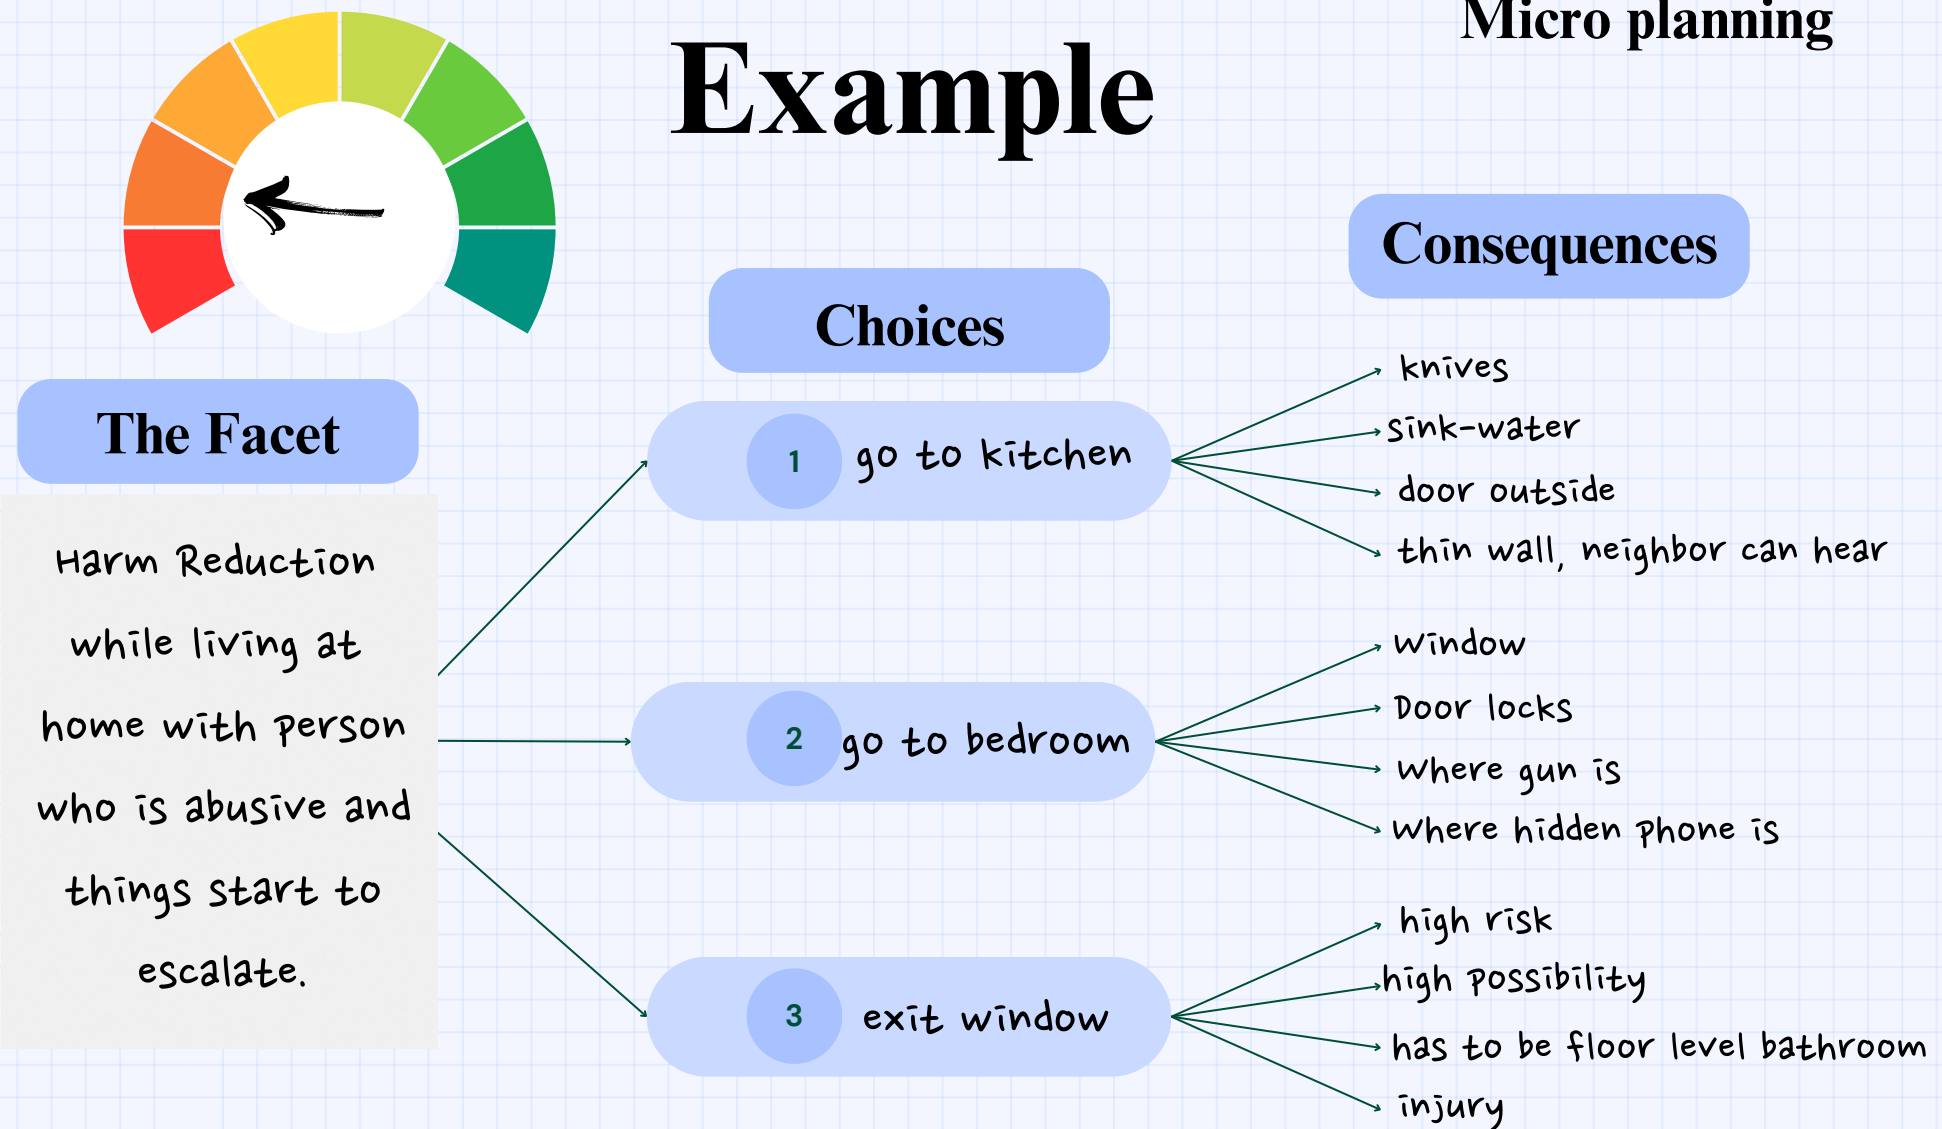 Micro planning
Example
Consequences
Choices
The Facet
Harm Reduction
while living at
home with person
who is abusive and
things start to
escalate.
1 go to kitchen
knives
sink-water
door outside
thin wall, neighbor can hear
2 go to bedroom
Window
Door locks
Where gun is
Where hidden phone is
3 exit window
high risk
high possibility
has to be floor level bathroom
injury